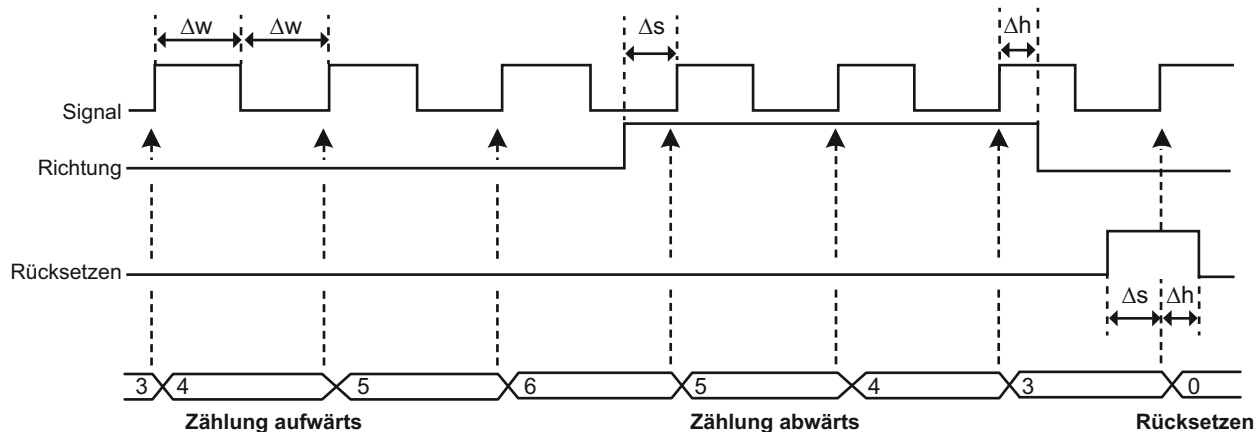 Δw Δw Δs Δh
Signal
Richtung
Rücksetzen
Δs Δh
3 4 5 6 5 4 3 0
Zählung aufwärts Zählung abwärts Rücksetzen